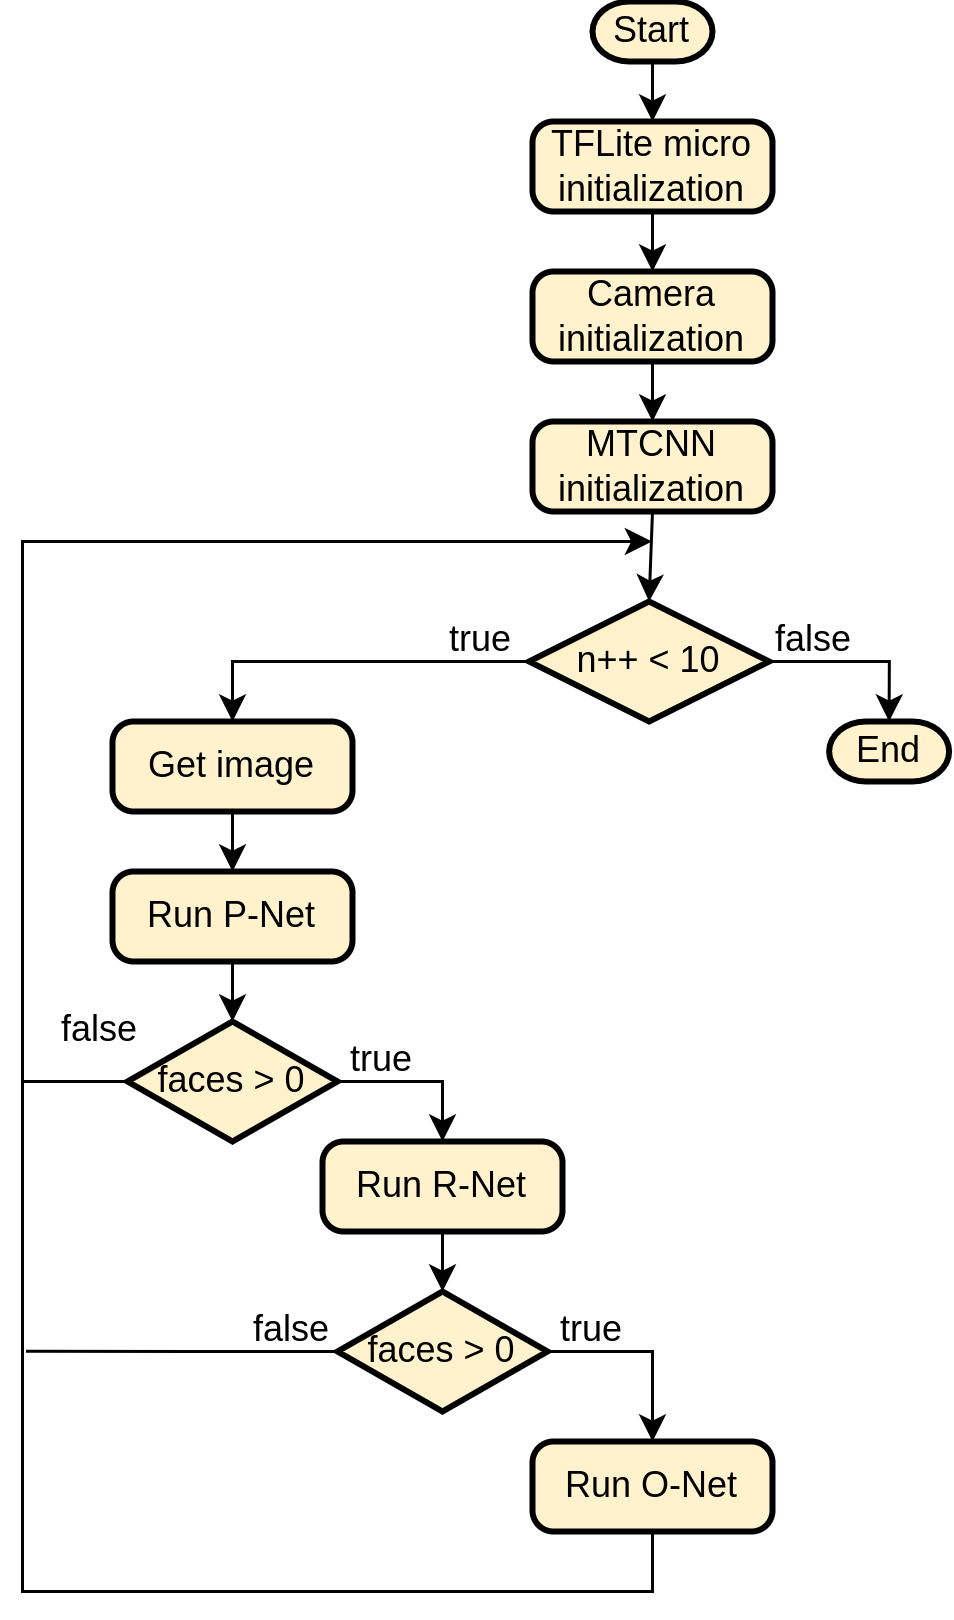 Start
TFLite micro
initialization
Camera
initialization
MTCNN
initialization
true
n++ < 10
false
Get image
End
Run P-Net
false
faces > 0
true
Run R-Net
false
faces > 0
true
Run O-Net